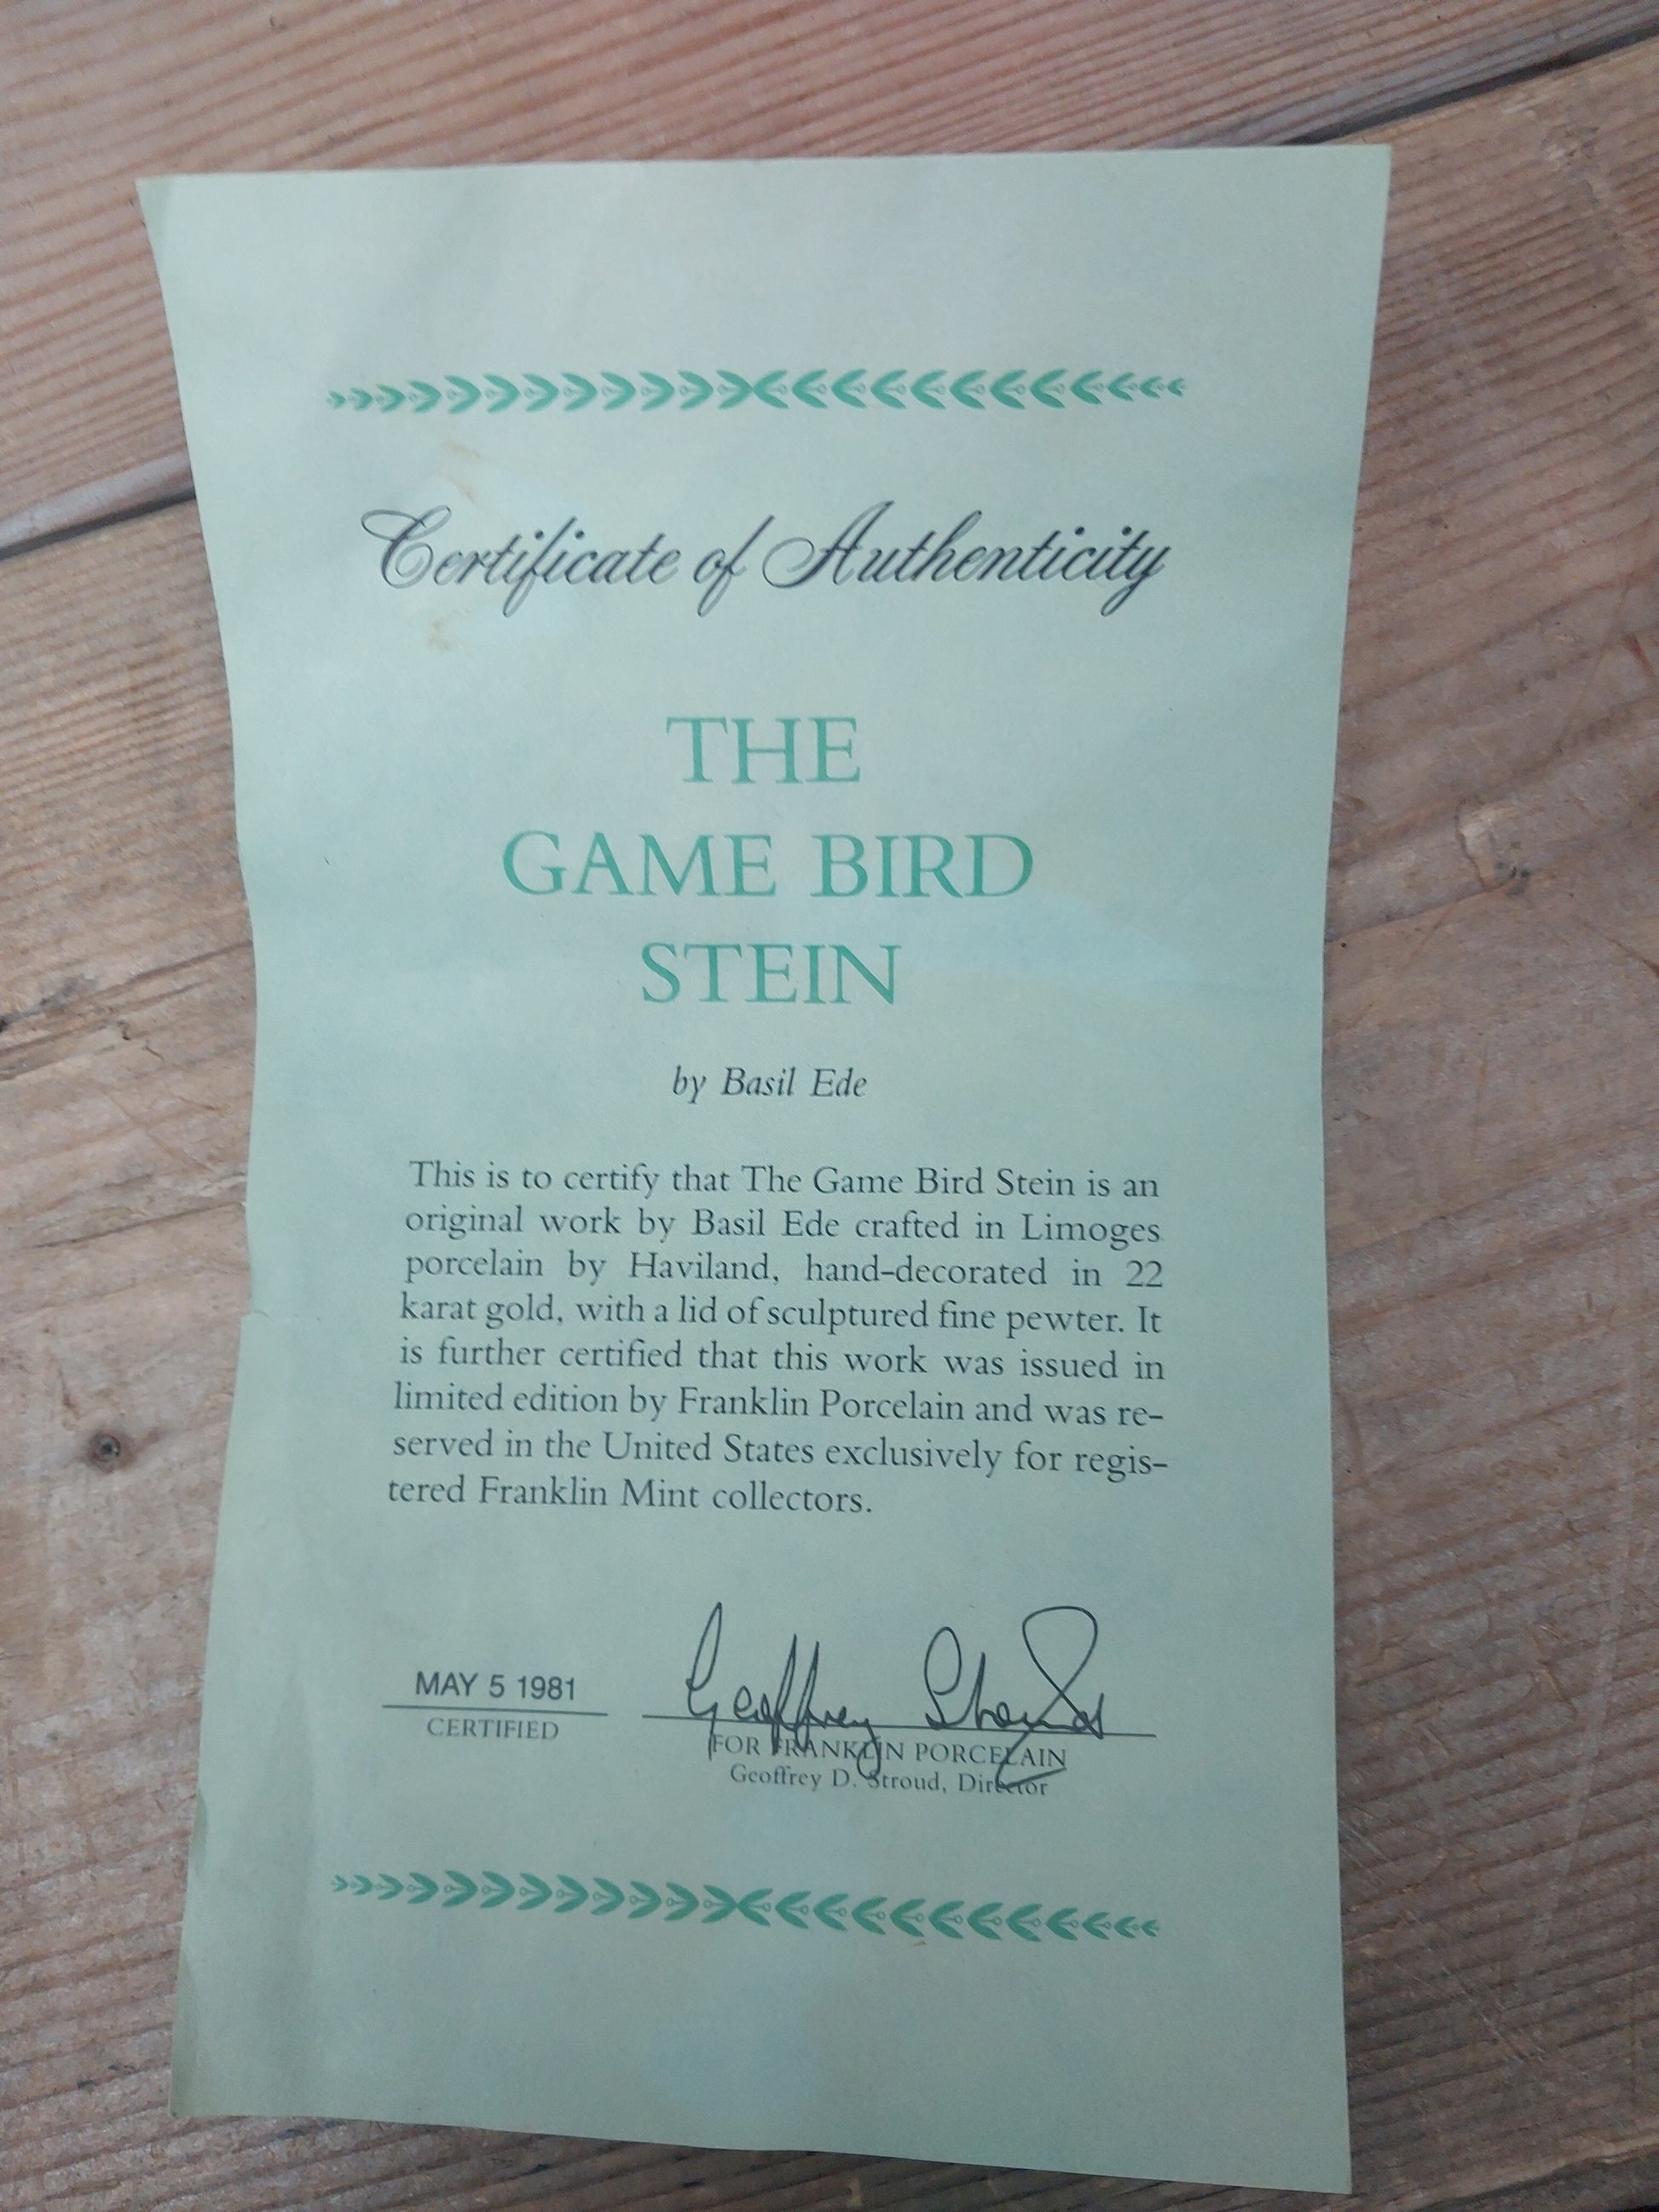 Certificate of Authenticity
THE
GAME BIRD
STEIN
by Basil Ede
This is to certify that The Game Bird Stein is an
original work by Basil Ede crafted in Limoges
porcelain by Haviland, hand-decorated in 22
karat gold, with a lid of sculptured fine pewter. It
is further certified that this work was issued in
limited edition by Franklin Porcelain and was re-
served in the United States exclusively for regis-
tered Franklin Mint collectors.
MAY 5 1981
CERTIFIED
Geoffrey Stroud
FOR FRANKLIN PORCELAIN
Geoffrey D. Stroud, Director